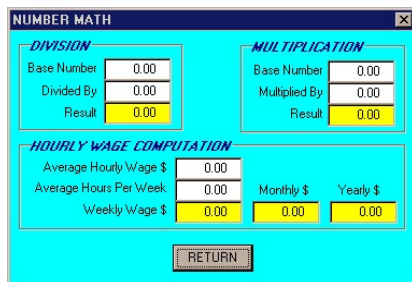 NUMBER MATH
DIVISION
Base Number 0.00
Divided By 0.00
Result 0.00
MULTIPLICATION
Base Number 0.00
Multiplied By 0.00
Result 0.00
HOURLY WAGE COMPUTATION
Average Hourly Wage $ 0.00
Average Hours Per Week 0.00 Monthly $ Yearly $
Weekly Wage $ 0.00 0.00 0.00
RETURN